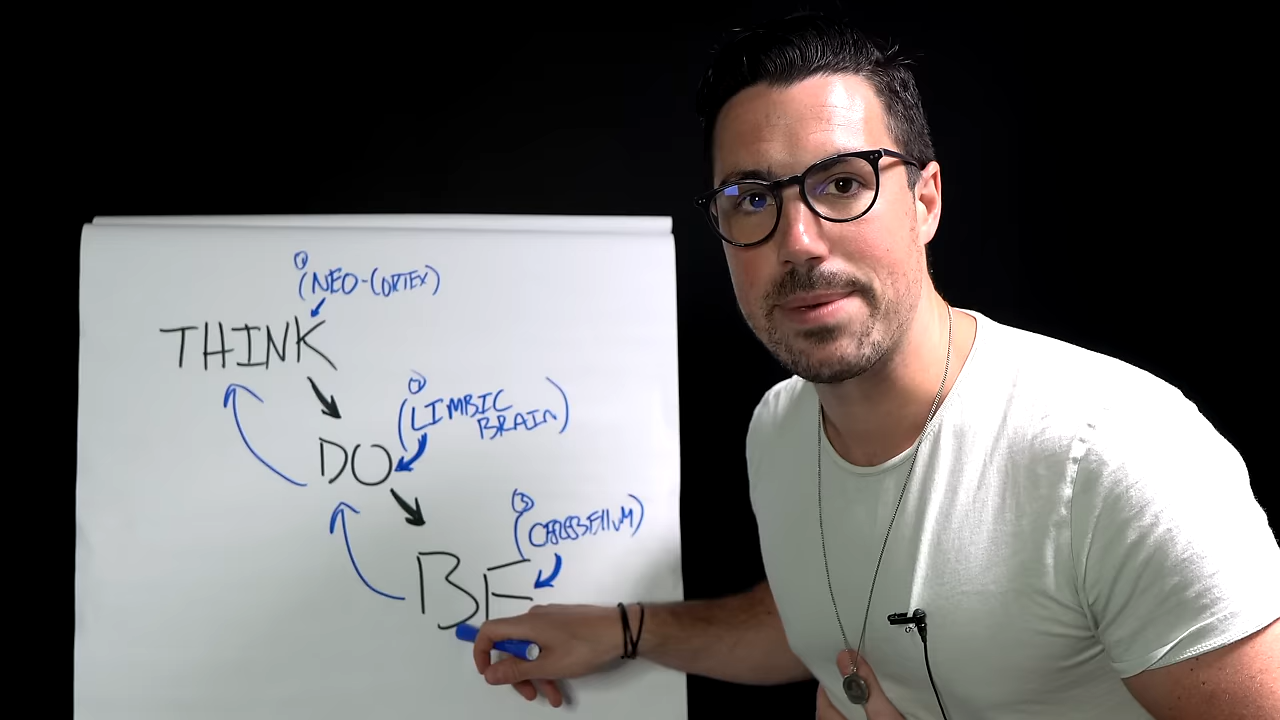 ①
(NEO-CORTEX)
THINK
②
(LIMBIC
BRAIN)
DO
③
(CEREBELLUM)
BE